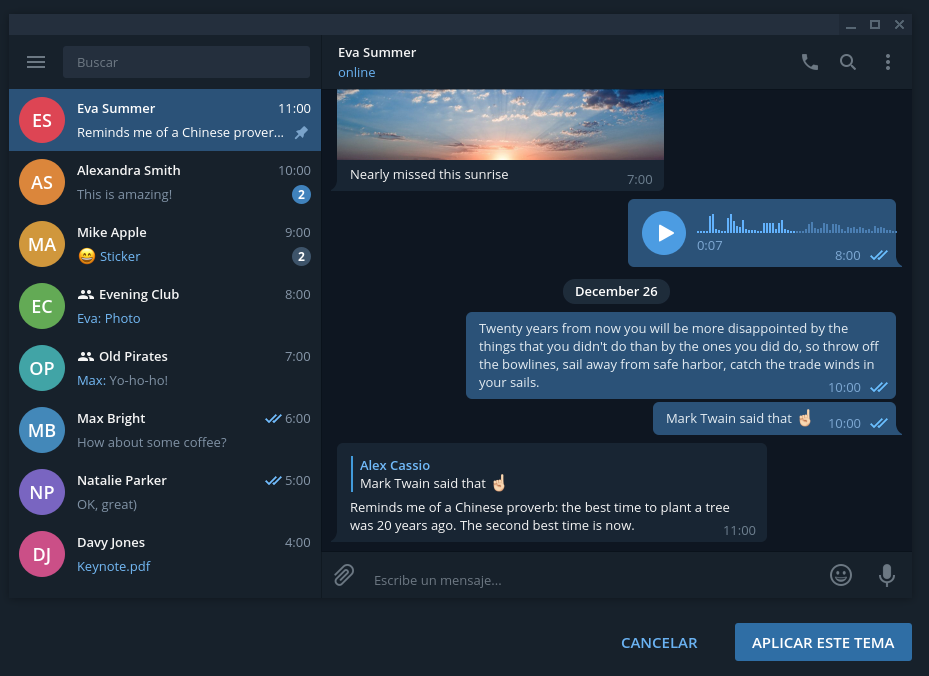 Buscar
ES
Eva Summer 11:00
Reminds me of a Chinese prover...
AS
Alexandra Smith 10:00
This is amazing! 2
MA
Mike Apple 9:00
😄 Sticker 2
EC
Evening Club 8:00
Eva: Photo
OP
Old Pirates 7:00
Max: Yo-ho-ho!
MB
Max Bright 6:00
How about some coffee?
NP
Natalie Parker 5:00
OK, great)
DJ
Davy Jones 4:00
Keynote.pdf
Eva Summer
online
Nearly missed this sunrise 7:00
0:07
8:00
December 26
Twenty years from now you will be more disappointed by the
things that you didn't do than by the ones you did do, so throw off
the bowlines, sail away from safe harbor, catch the trade winds in
your sails. 10:00
Mark Twain said that ☝🏻 10:00
Alex Cassio
Mark Twain said that ☝🏻
Reminds me of a Chinese proverb: the best time to plant a tree
was 20 years ago. The second best time is now. 11:00
Escribe un mensaje...
CANCELAR APLICAR ESTE TEMA